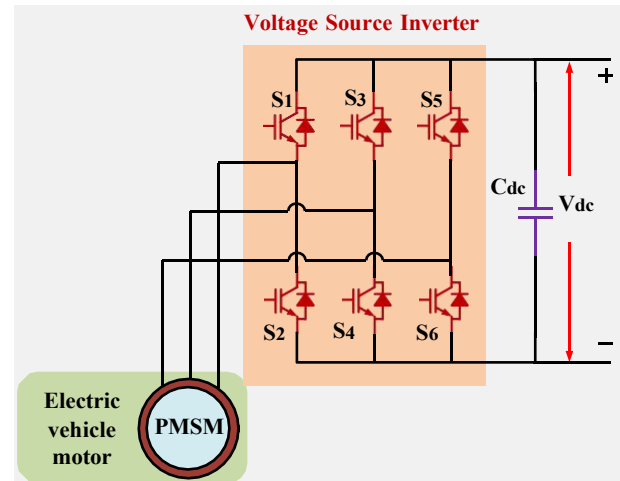 Voltage Source Inverter
+
S1
S3
S5
Cdc
Vdc
S2
S4
S6
−
Electric
vehicle
motor
PMSM